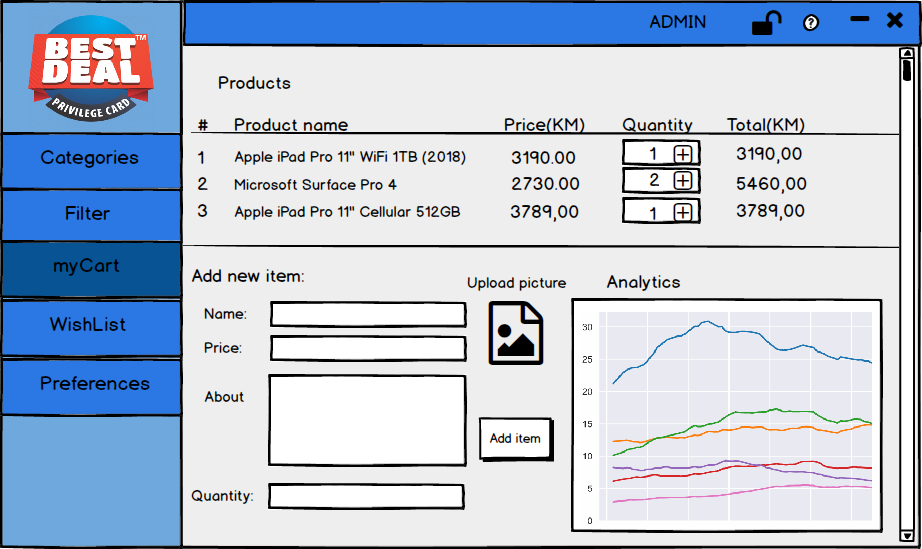 BEST
DEAL™
PRIVILEGE CARD
ADMIN
?
Categories
Filter
myCart
WishList
Preferences
Products
# Product name Price(KM) Quantity Total(KM)
1 Apple iPad Pro 11" WiFi 1TB (2018) 3190.00 1 3190,00
2 Microsoft Surface Pro 4 2730.00 2 5460,00
3 Apple iPad Pro 11" Cellular 512GB 3789,00 1 3789,00
Add new item:
Name:
Price:
About
Quantity:
Upload picture
Add item
Analytics
30
25
20
15
10
5
0